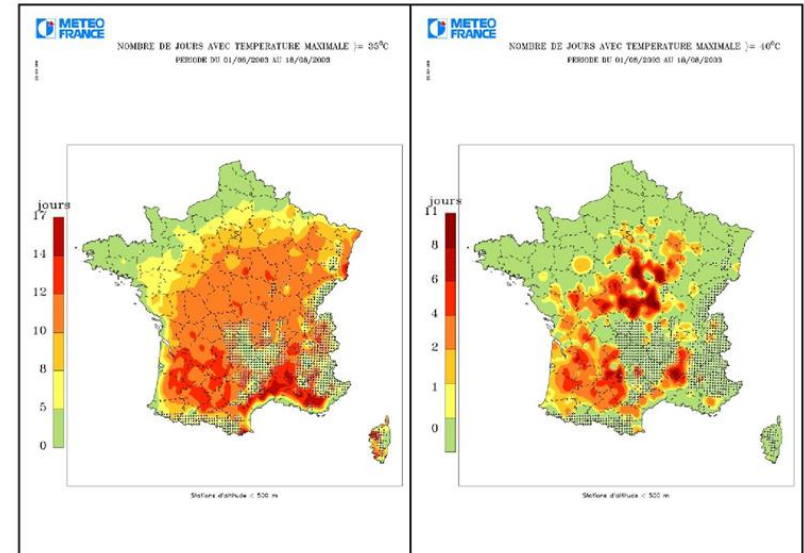 METEO
FRANCE
NOMBRE DE JOURS AVEC TEMPERATURE MAXIMALE )= 35°C
PERIODE DU 01/08/2003 AU 18/08/2003
jours
17
14
12
10
8
5
0
Stations d'altitude < 500 m
METEO
FRANCE
NOMBRE DE JOURS AVEC TEMPERATURE MAXIMALE )= 40°C
PERIODE DU 01/08/2003 AU 18/08/2003
jours
11
8
6
4
2
1
0
Stations d'altitude < 500 m